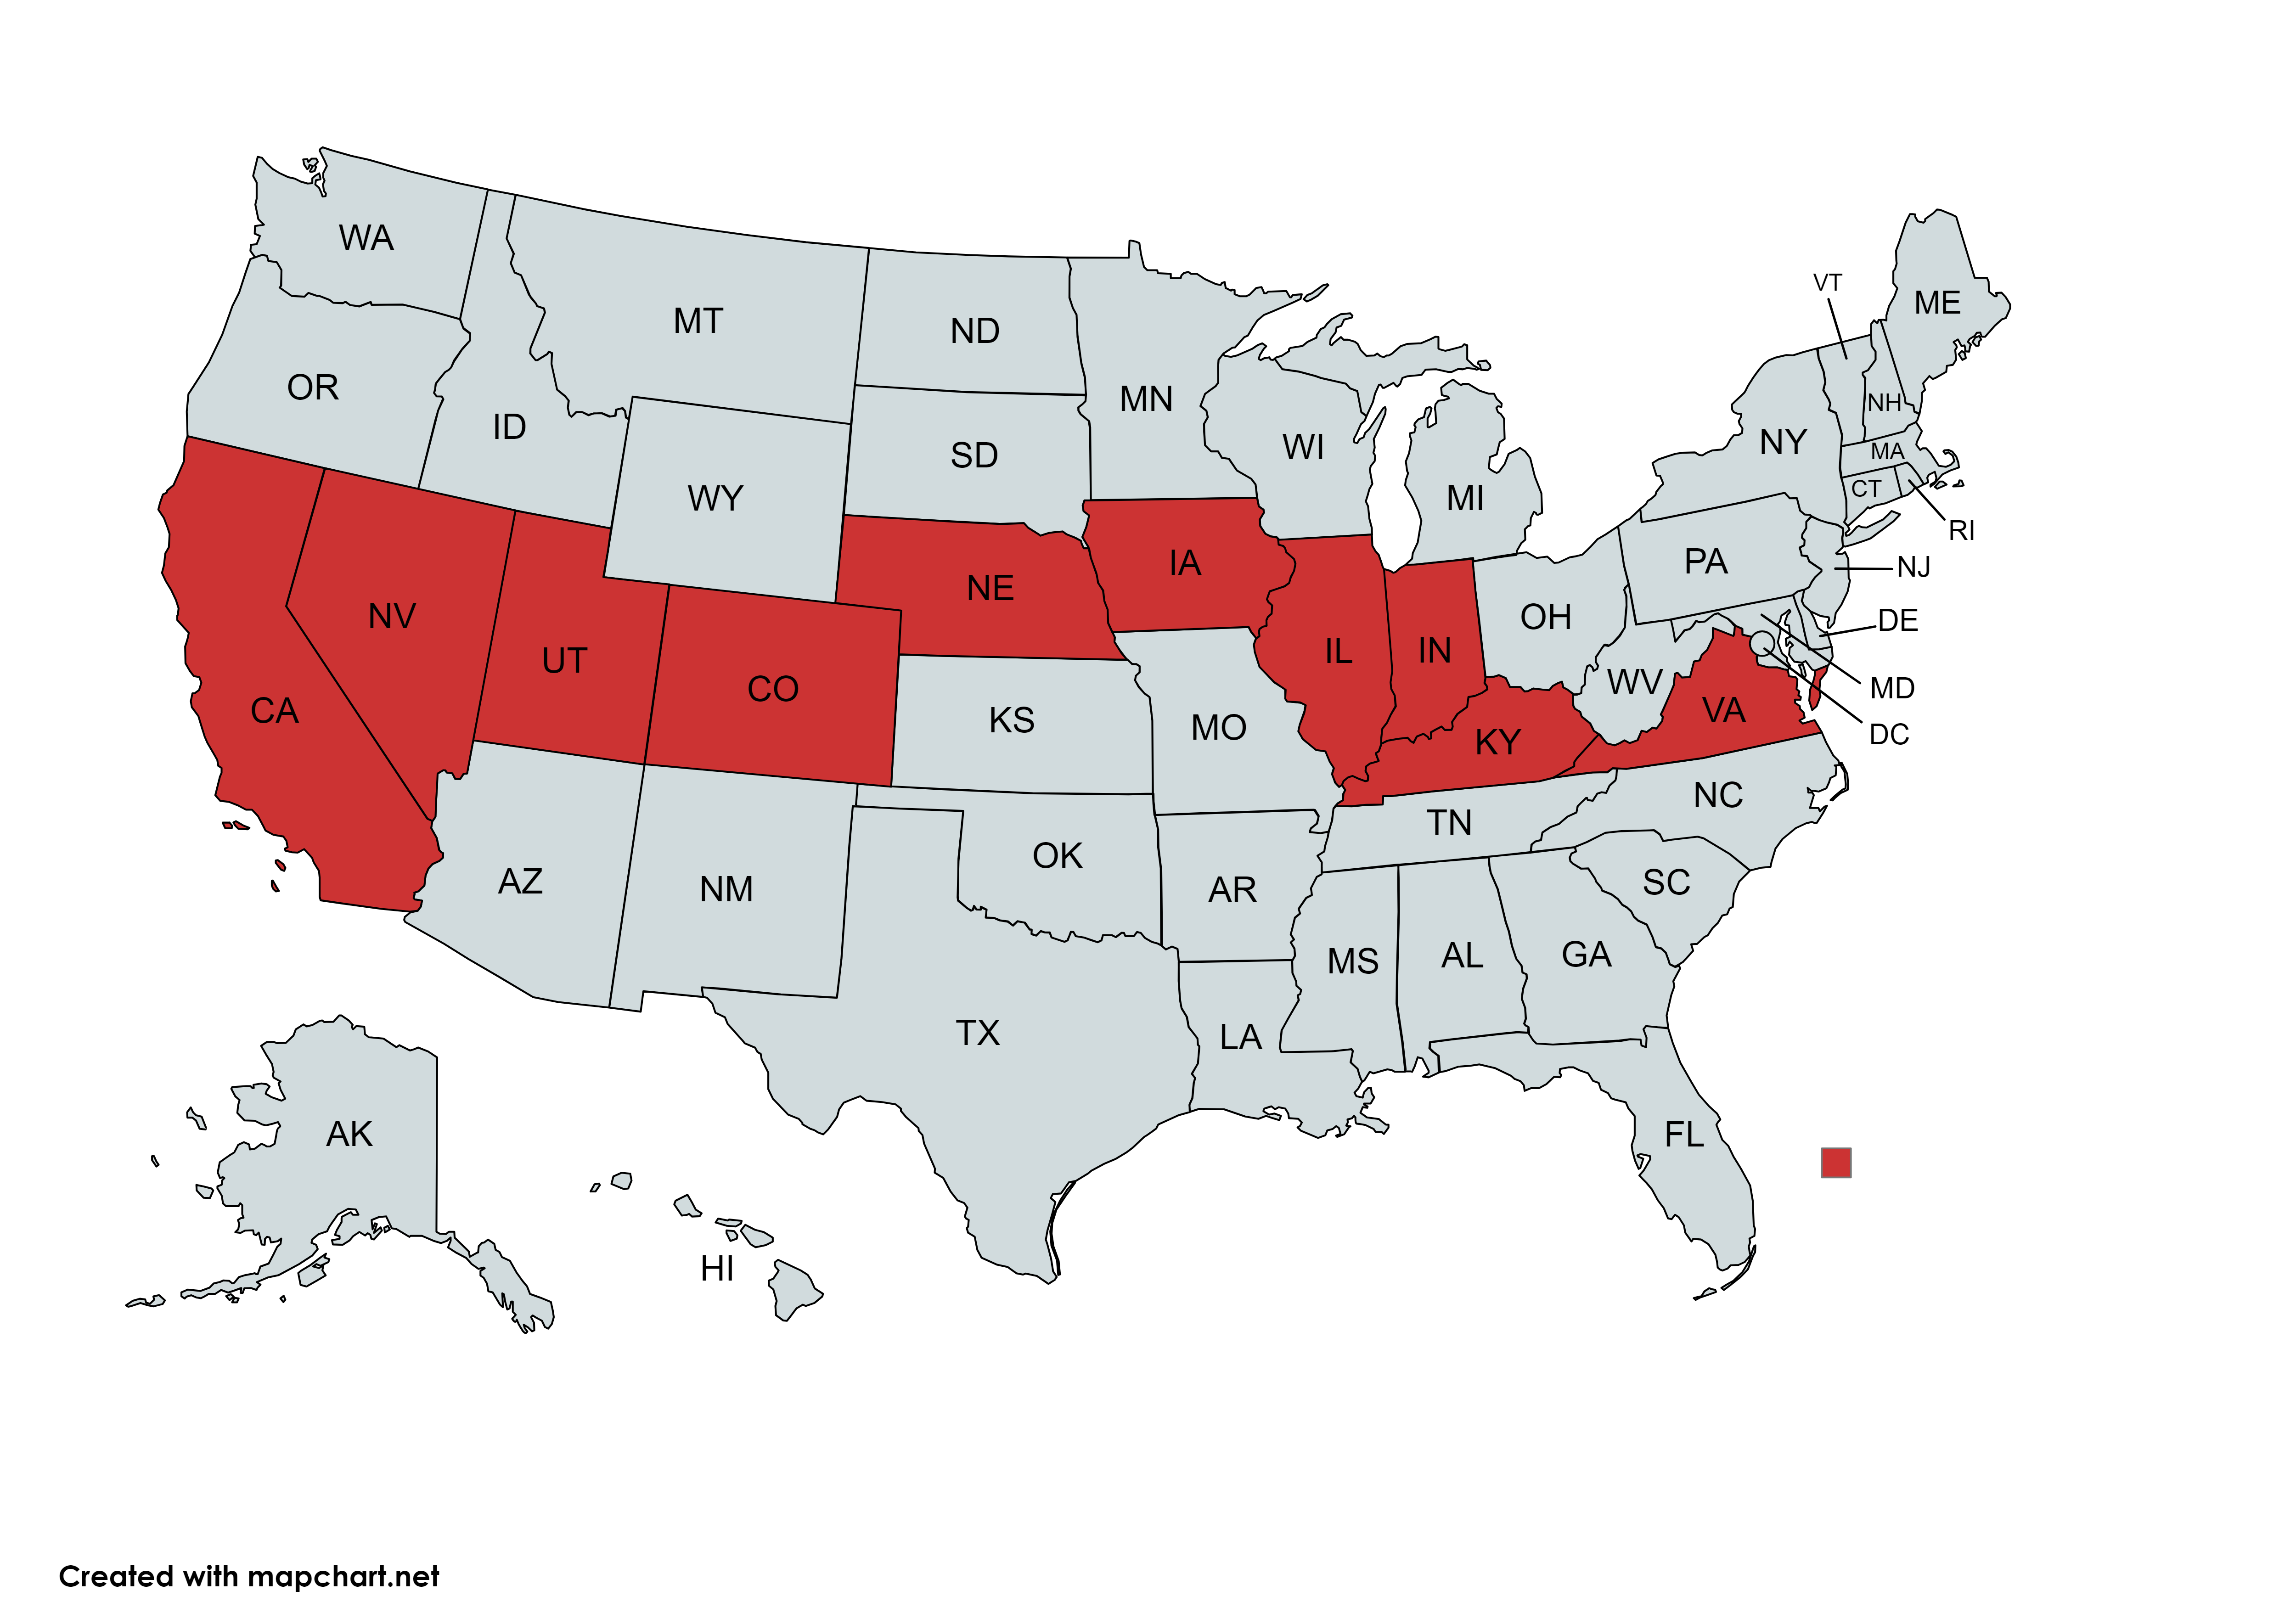 WA
MT
ND
MN
VT
ME
OR
ID
SD
WI
NH
NY
MA
WY
MI
CT
RI
NE
IA
PA
NJ
NV
OH
DE
UT
CO
IL
IN
WV
MD
CA
KS
MO
KY
VA
DC
NC
TN
AZ
NM
OK
AR
SC
MS
AL
GA
TX
LA
AK
FL
HI
Created with mapchart.net